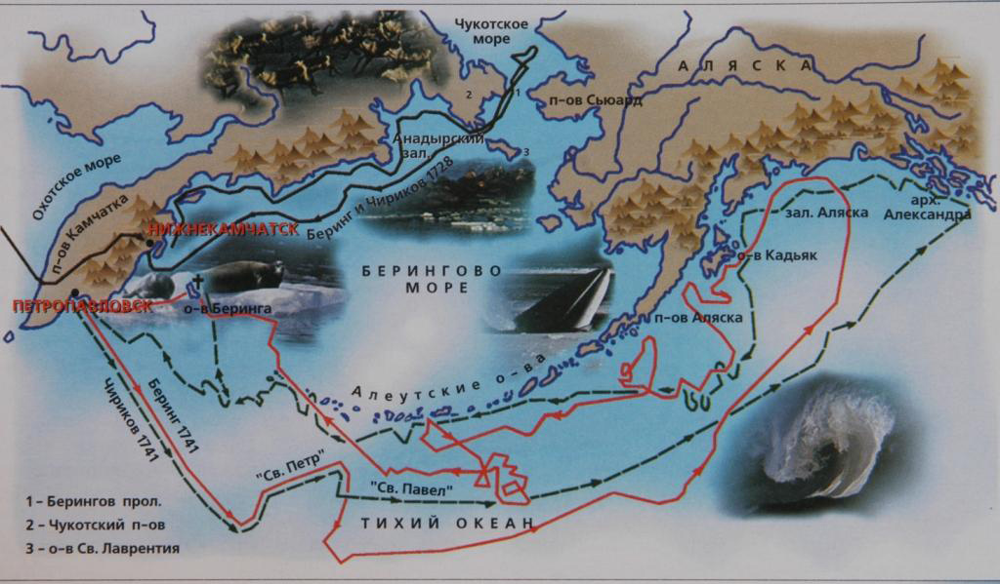 Чукотское
море
АЛЯСКА
2
1
п-ов Сьюард
Анадырский
зал.
3
Охотское море
п-ов Камчатка
Беринг и Чириков 1728
НИЖНЕКАМЧАТСК
арх.
Александра
зал. Аляска
о-в Кадьяк
БЕРИНГОВО
МОРЕ
ПЕТРОПАВЛОВСК
о-в Беринга
п-ов Аляска
Алеутские о-ва
Беринг 1741
Чириков 1741
"Св. Петр"
"Св. Павел"
ТИХИЙ ОКЕАН
1 - Берингов прол.
2 - Чукотский п-ов
3 - о-в Св. Лаврентия